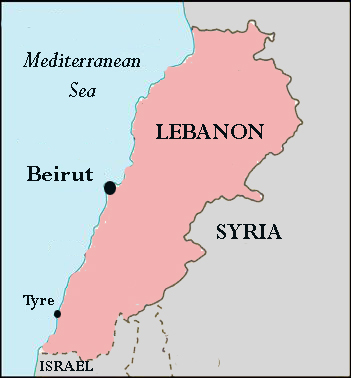 Mediterranean
Sea
LEBANON
Beirut
SYRIA
Tyre
ISRAEL